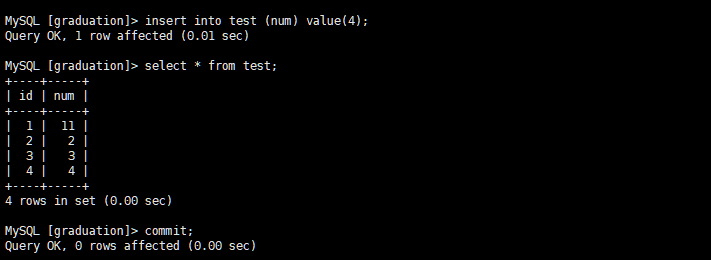 MySQL [graduation]> insert into test (num) value(4);
Query OK, 1 row affected (0.01 sec)
MySQL [graduation]> select * from test;
+----+-----+
| id | num |
+----+-----+
|  1 |  11 |
|  2 |   2 |
|  3 |   3 |
|  4 |   4 |
+----+-----+
4 rows in set (0.00 sec)
MySQL [graduation]> commit;
Query OK, 0 rows affected (0.00 sec)